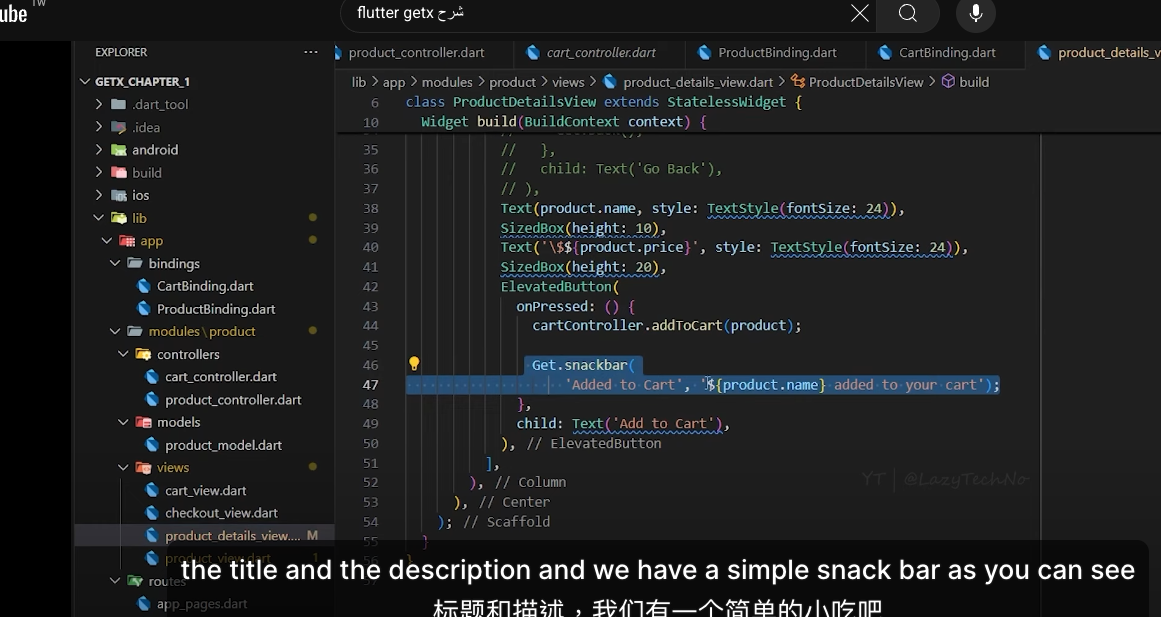 ube TW
flutter getx شرح
EXPLORER ...
product_controller.dart
cart_controller.dart
ProductBinding.dart
CartBinding.dart
product_details_v
GETX_CHAPTER_1
lib > app > modules > product > views > product_details_view.dart > ProductDetailsView > build
.dart_tool
.idea
android
build
ios
lib
app
bindings
CartBinding.dart
ProductBinding.dart
modules \ product
controllers
cart_controller.dart
product_controller.dart
models
product_model.dart
views
cart_view.dart
checkout_view.dart
product_details_view.... M
product_view.dart 1
routes
app_pages.dart
6 class ProductDetailsView extends StatelessWidget {
10 Widget build(BuildContext context) {
35 // },
36 // child: Text('Go Back'),
37 // ),
38 Text(product.name, style: TextStyle(fontSize: 24)),
39 SizedBox(height: 10),
40 Text('\$${product.price}', style: TextStyle(fontSize: 24)),
41 SizedBox(height: 20),
42 ElevatedButton(
43 onPressed: () {
44 cartController.addToCart(product);
45
46 Get.snackbar(
47 'Added to Cart', '${product.name} added to your cart');
48 },
49 child: Text('Add to Cart'),
50 ), // ElevatedButton
51 ],
52 ), // Column
53 ), // Center
54 ); // Scaffold
55 }
56 }
YT | @LazyTechNo
the title and the description and we have a simple snack bar as you can see
标题和描述，我们有一个简单的小吃吧